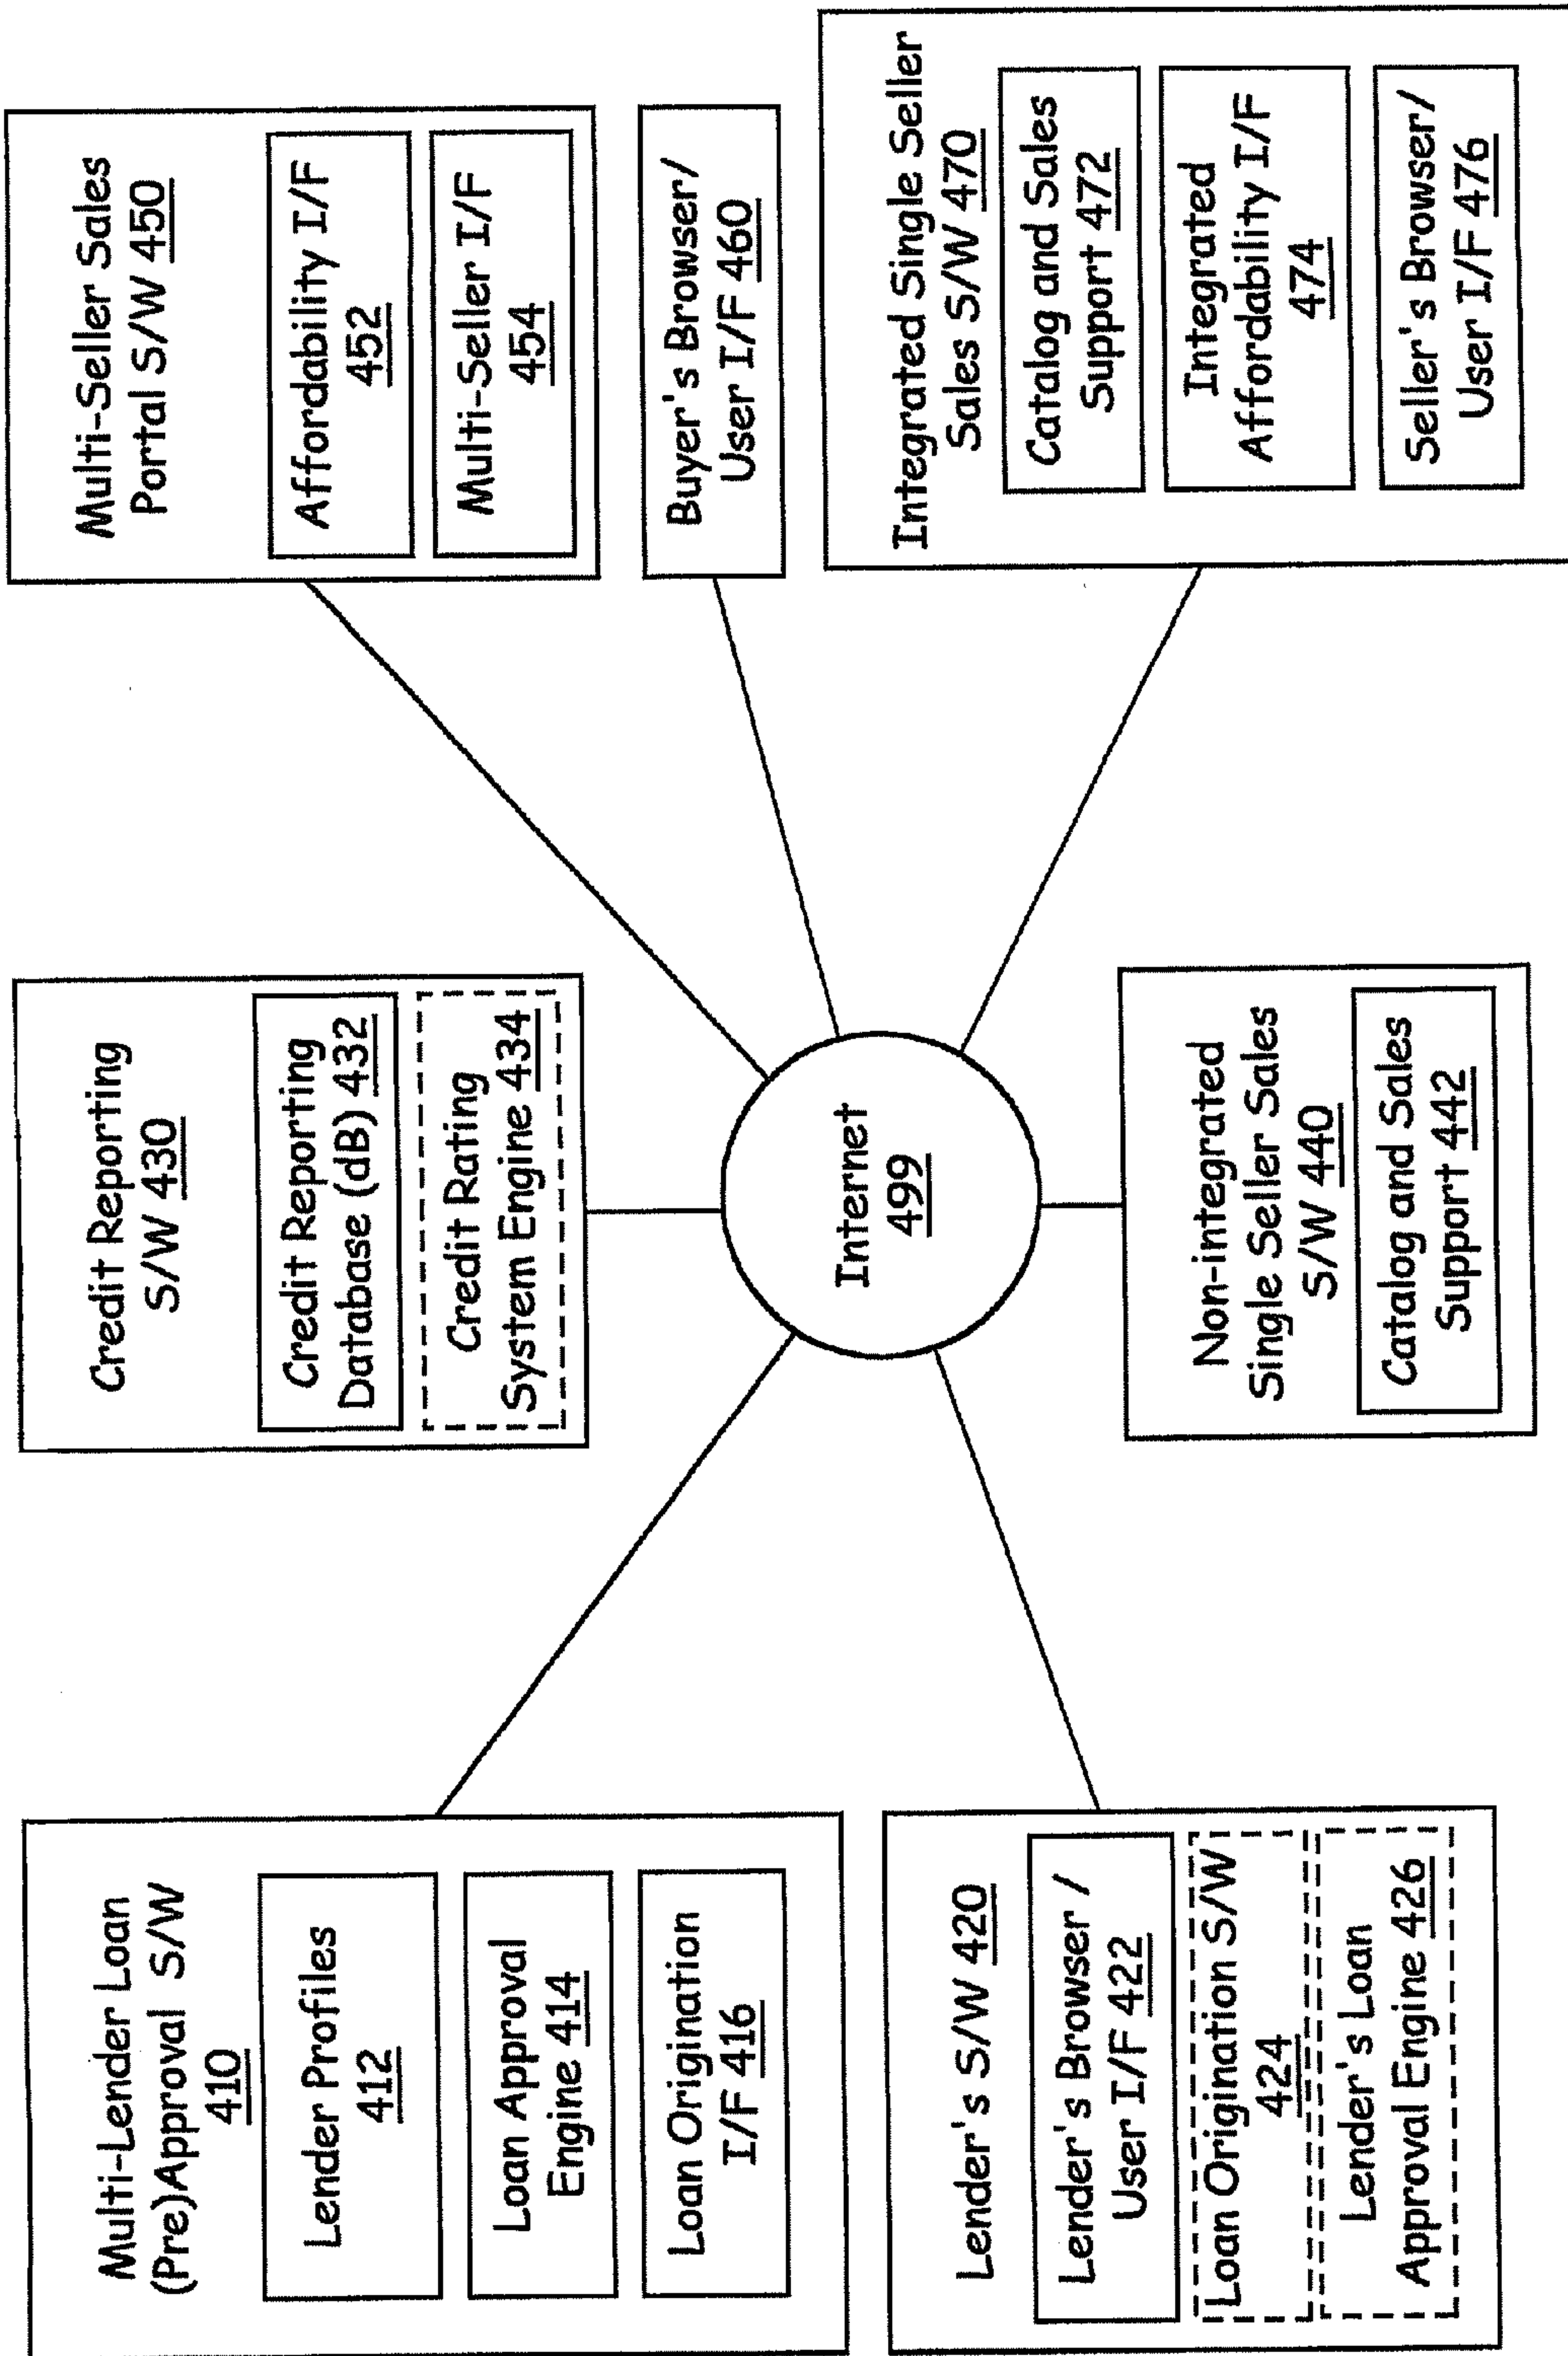 Multi-Lender Loan
(Pre)Approval S/W
410
Lender Profiles
412
Loan Approval
Engine 414
Loan Origination
I/F 416
Lender's S/W 420
Lender's Browser /
User I/F 422
Loan Origination S/W
424
Lender's Loan
Approval Engine 426
Credit Reporting
S/W 430
Credit Reporting
Database (dB) 432
Credit Rating
System Engine 434
Internet
499
Non-integrated
Single Seller Sales
S/W 440
Catalog and Sales
Support 442
Multi-Seller Sales
Portal S/W 450
Affordability I/F
452
Multi-Seller I/F
454
Buyer's Browser/
User I/F 460
Integrated Single Seller
Sales S/W 470
Catalog and Sales
Support 472
Integrated
Affordability I/F
474
Seller's Browser/
User I/F 476